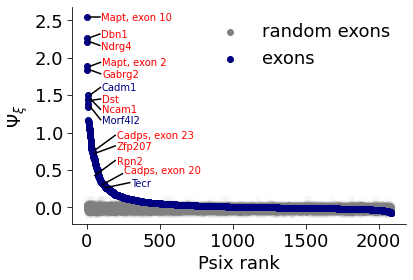 Ψξ
2.5
2.0
1.5
1.0
0.5
0.0
Mapt, exon 10
Dbn1
Ndrg4
Mapt, exon 2
Gabrg2
Cadm1
Dst
Ncam1
Morf4l2
Cadps, exon 23
Zfp207
Rpn2
Cadps, exon 20
Tecr
random exons
exons
0
500
1000
1500
2000
Psix rank